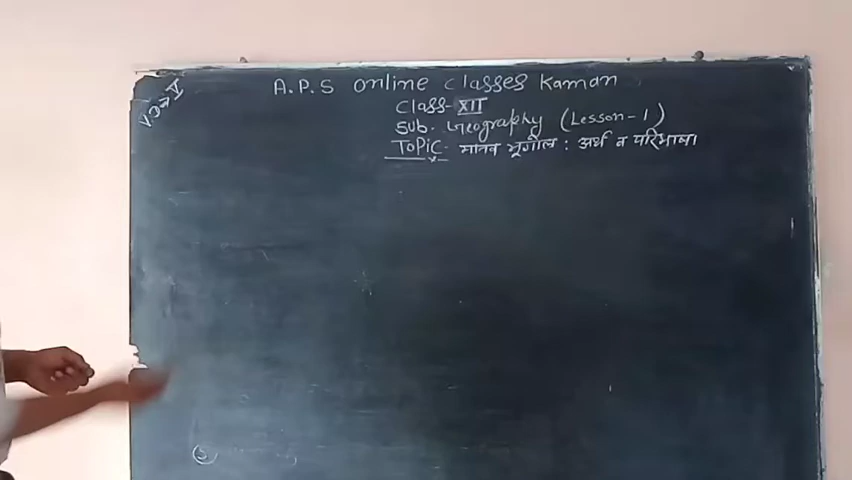 A.P.S online classes Kaman
Class- XII
Sub. Geography (Lesson-1)
TOPIC- मानव भूगोल : अर्थ व परिभाषा